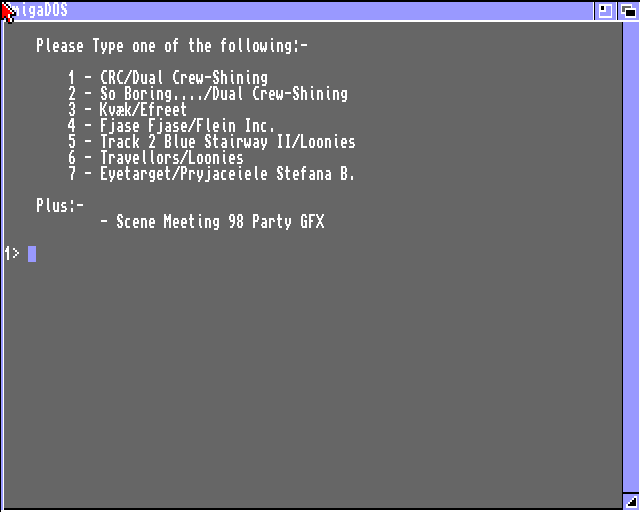 AmigaDOS
Please Type one of the following:-
1 - CRC/Dual Crew-Shining
2 - So Boring..../Dual Crew-Shining
3 - Kvæk/Efreet
4 - Fjase Fjase/Flein Inc.
5 - Track 2 Blue Stairway II/Loonies
6 - Travellors/Loonies
7 - Eyetarget/Pryjaceiele Stefana B.
Plus:-
- Scene Meeting 98 Party GFX
1>